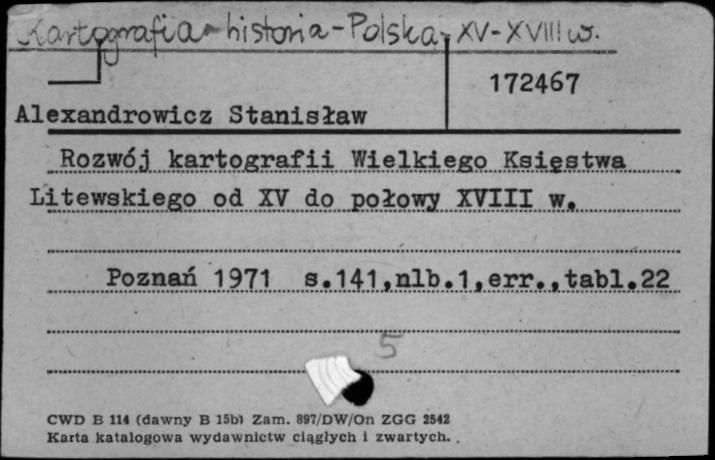 Kartografia - historia - Polska, XV-XVIII w.
172467
Alexandrowicz Stanisław
Rozwój kartografii Wielkiego Księstwa
Litewskiego od XV do połowy XVIII w.
Poznań 1971 s.141,nlb.1,err.,tabl.22
5
CWD B 114 (dawny B 15b) Zam. 897/DW/On ZGG 2542
Karta katalogowa wydawnictw ciągłych i zwartych.